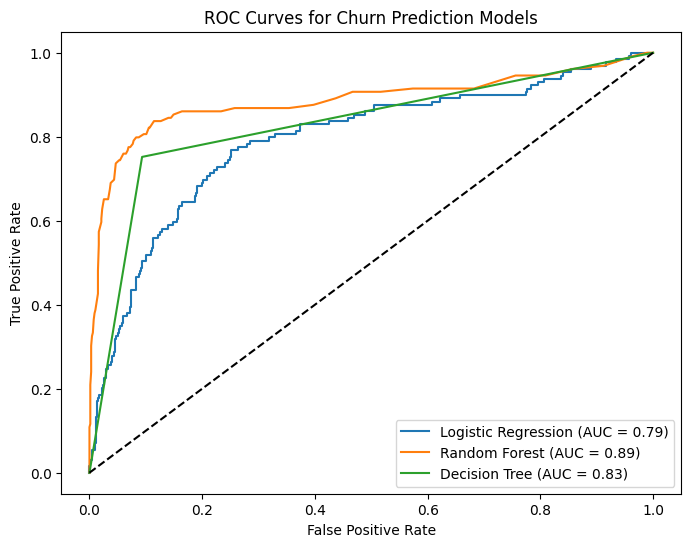 ROC Curves for Churn Prediction Models
1.0
0.8
0.6
0.4
0.2
0.0
True Positive Rate
Logistic Regression (AUC = 0.79)
Random Forest (AUC = 0.89)
Decision Tree (AUC = 0.83)
0.0 0.2 0.4 0.6 0.8 1.0
False Positive Rate